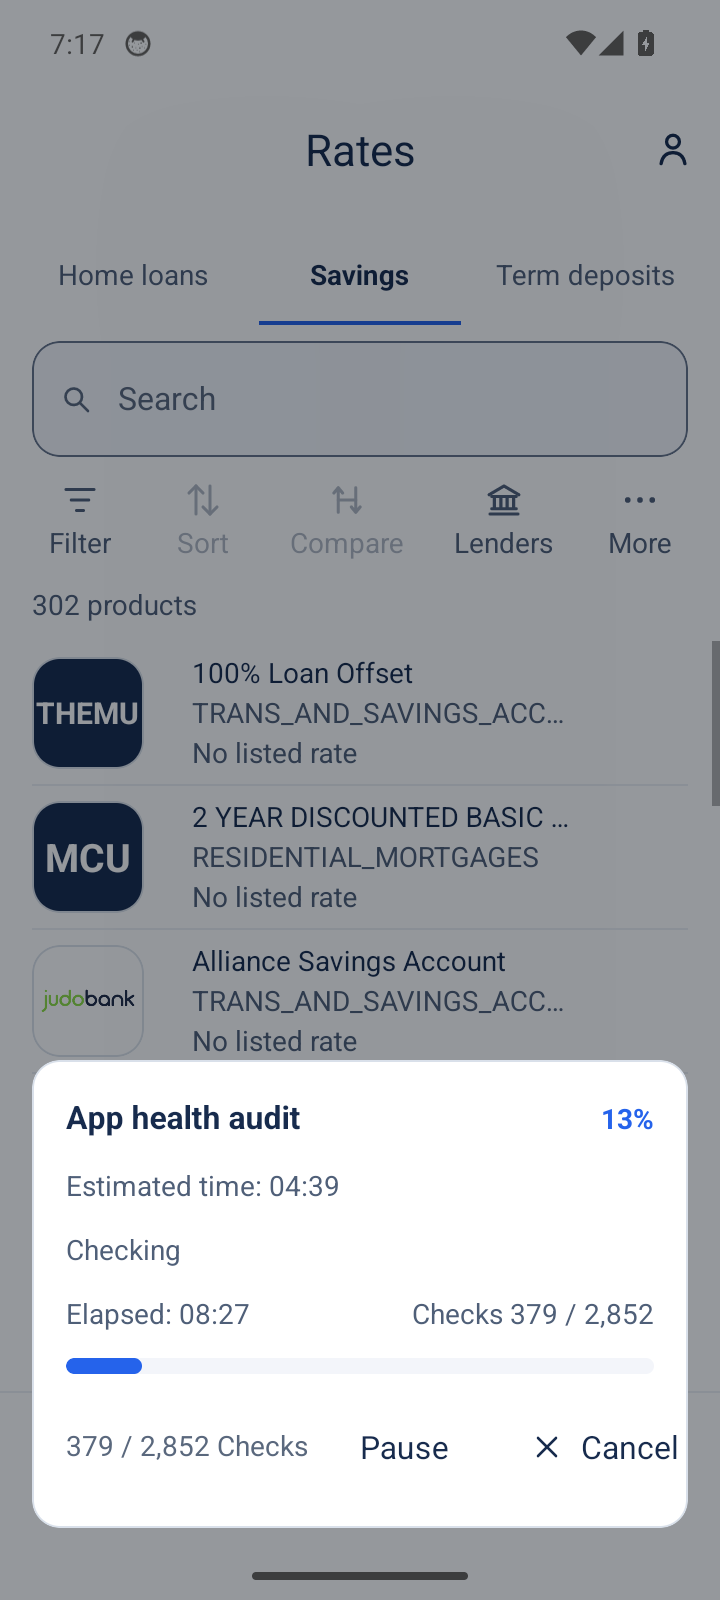 7:17
Rates
Home loans Savings Term deposits
Search
Filter Sort Compare Lenders More
302 products
THEMU
100% Loan Offset
TRANS_AND_SAVINGS_ACC...
No listed rate
MCU
2 YEAR DISCOUNTED BASIC ...
RESIDENTIAL_MORTGAGES
No listed rate
judobank
Alliance Savings Account
TRANS_AND_SAVINGS_ACC...
No listed rate
App health audit 13%
Estimated time: 04:39
Checking
Elapsed: 08:27 Checks 379 / 2,852
379 / 2,852 Checks Pause Cancel